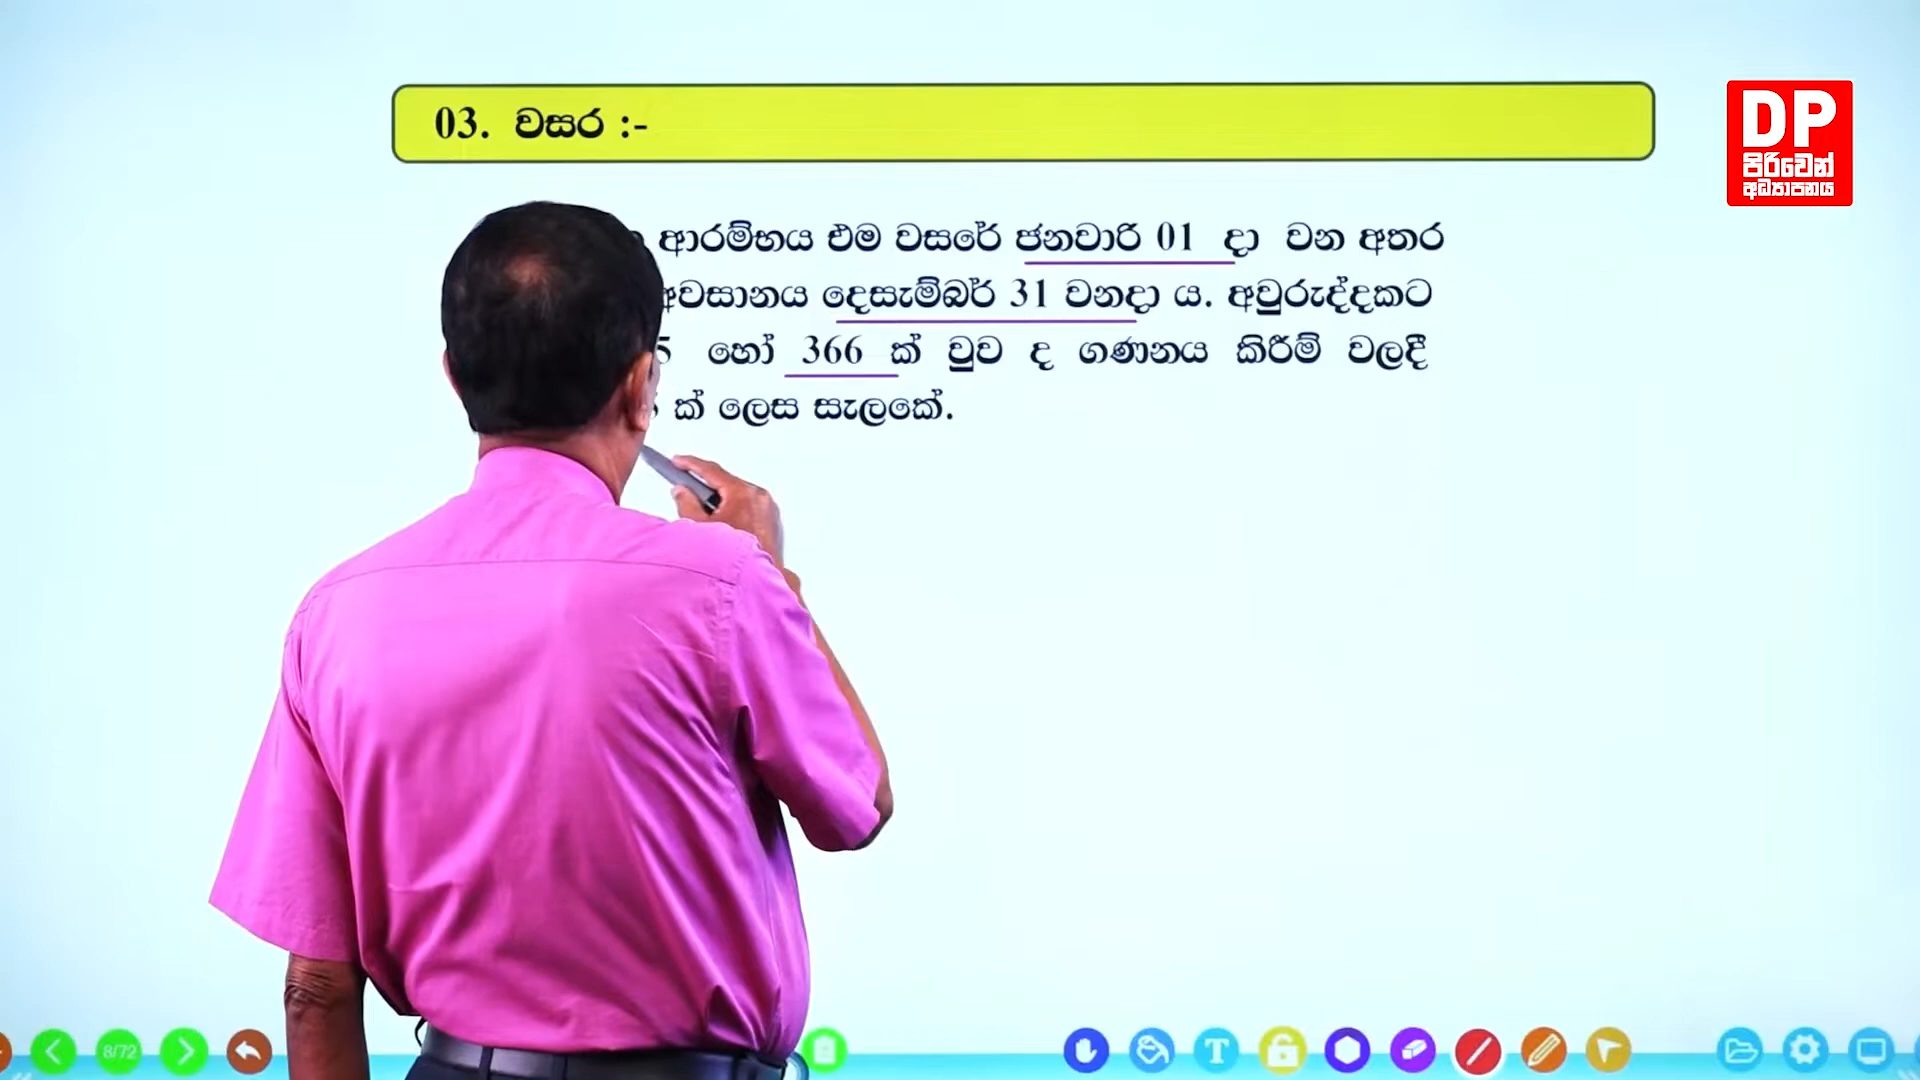 03. වසර :-
DP
පිරිවෙන්
අධ්‍යාපනය
ආරම්භය එම වසරේ ජනවාරි 01 දා වන අතර
අවසානය දෙසැම්බර් 31 වනදා ය. අවුරුද්දකට
හෝ 366 ක් වුව ද ගණනය කිරීම් වලදී
ක් ලෙස සැලකේ.
8/72
T